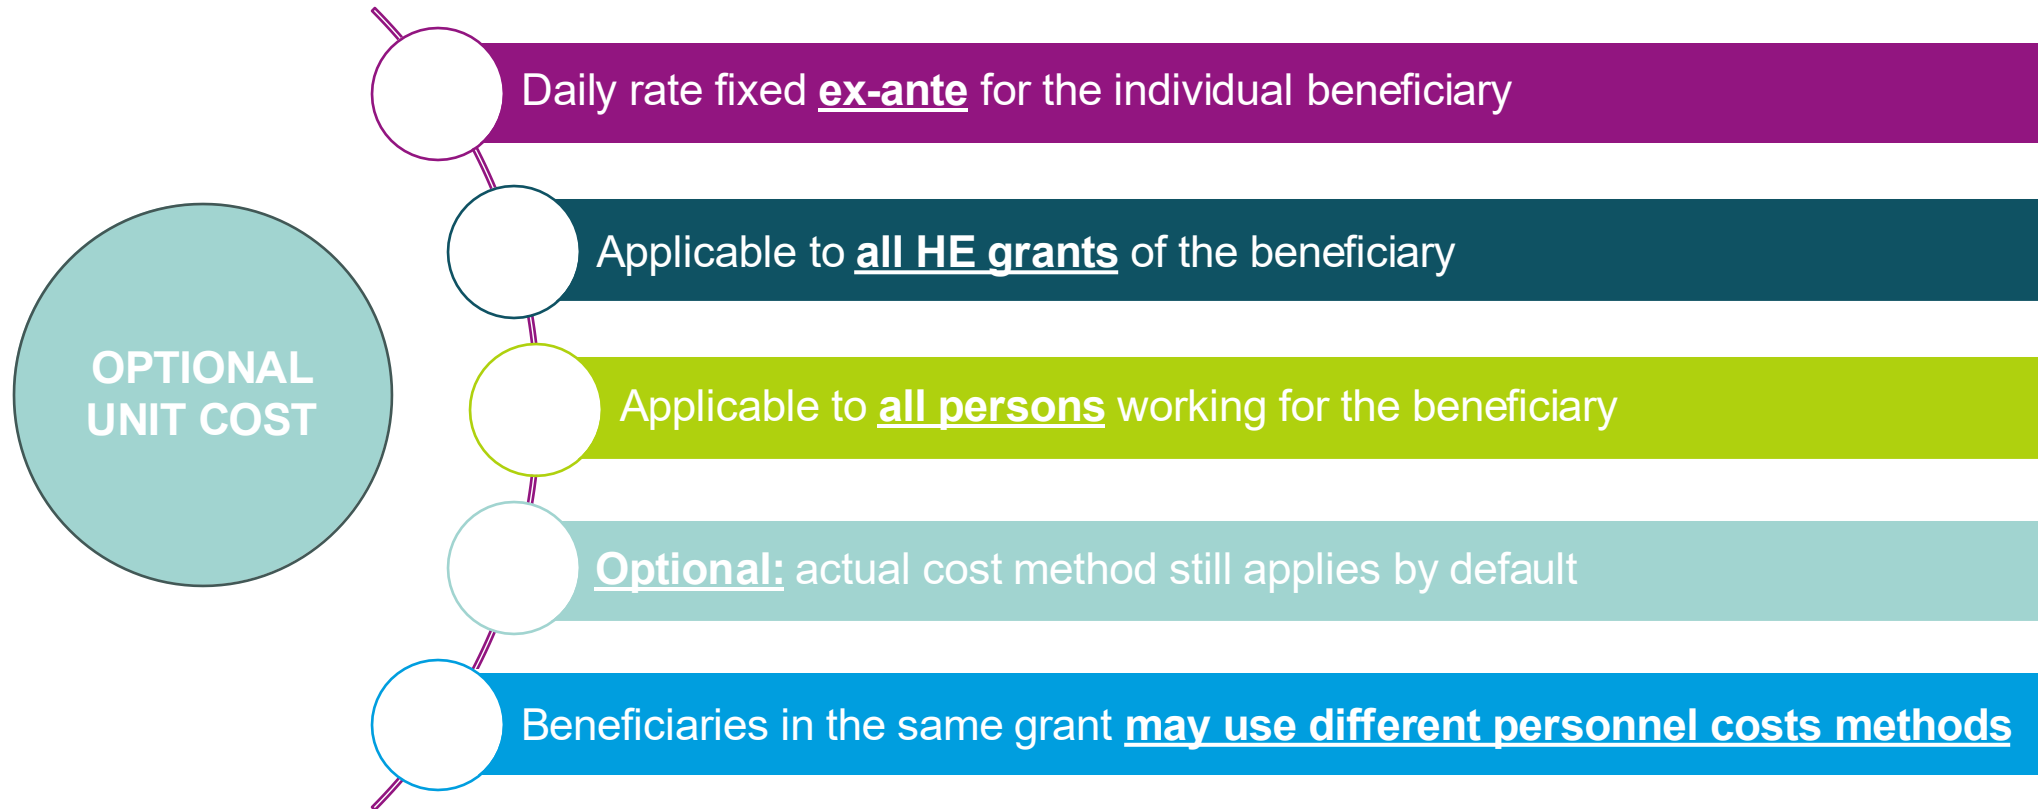 OPTIONAL
UNIT COST
Daily rate fixed ex-ante for the individual beneficiary
Applicable to all HE grants of the beneficiary
Applicable to all persons working for the beneficiary
Optional: actual cost method still applies by default
Beneficiaries in the same grant may use different personnel costs methods